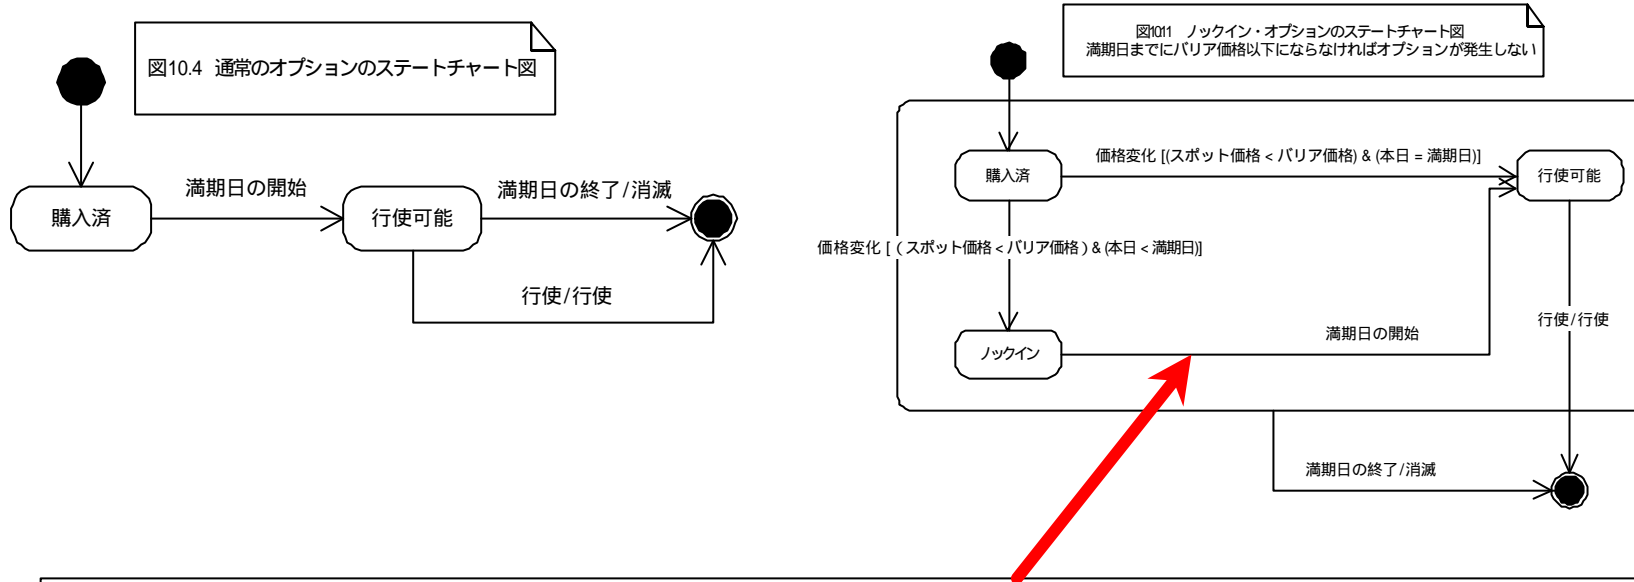 図10.4 通常のオプションのステートチャート図
購入済
満期日の開始
行使可能
満期日の終了/消滅
行使/行使
図10.11 ノックイン・オプションのステートチャート図
満期日までにバリア価格以下にならなければオプションが発生しない
購入済
価格変化 [(スポット価格 < バリア価格) & (本日 = 満期日)]
行使可能
価格変化 [ ( スポット価格 < バリア価格 ) & (本日 < 満期日)]
ノックイン
満期日の開始
行使/行使
満期日の終了/消滅